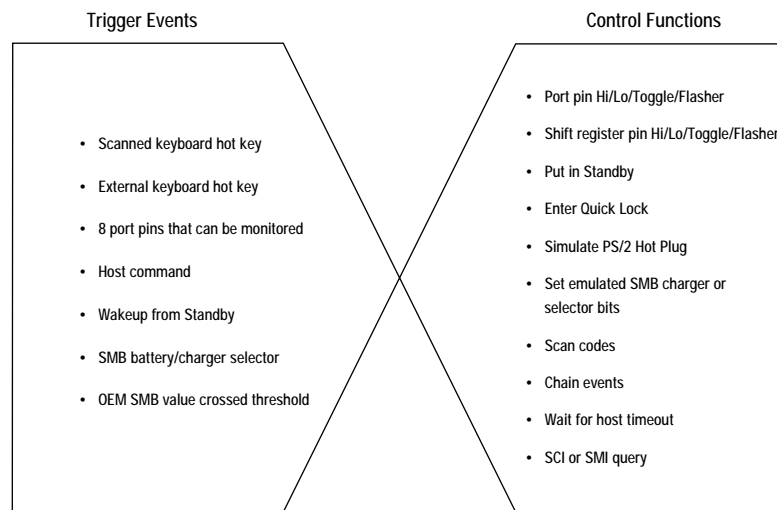 Trigger Events
• Scanned keyboard hot key
• External keyboard hot key
• 8 port pins that can be monitored
• Host command
• Wakeup from Standby
• SMB battery/charger selector
• OEM SMB value crossed threshold
Control Functions
• Port pin Hi/Lo/Toggle/Flasher
• Shift register pin Hi/Lo/Toggle/Flasher
• Put in Standby
• Enter Quick Lock
• Simulate PS/2 Hot Plug
• Set emulated SMB charger or
selector bits
• Scan codes
• Chain events
• Wait for host timeout
• SCI or SMI query